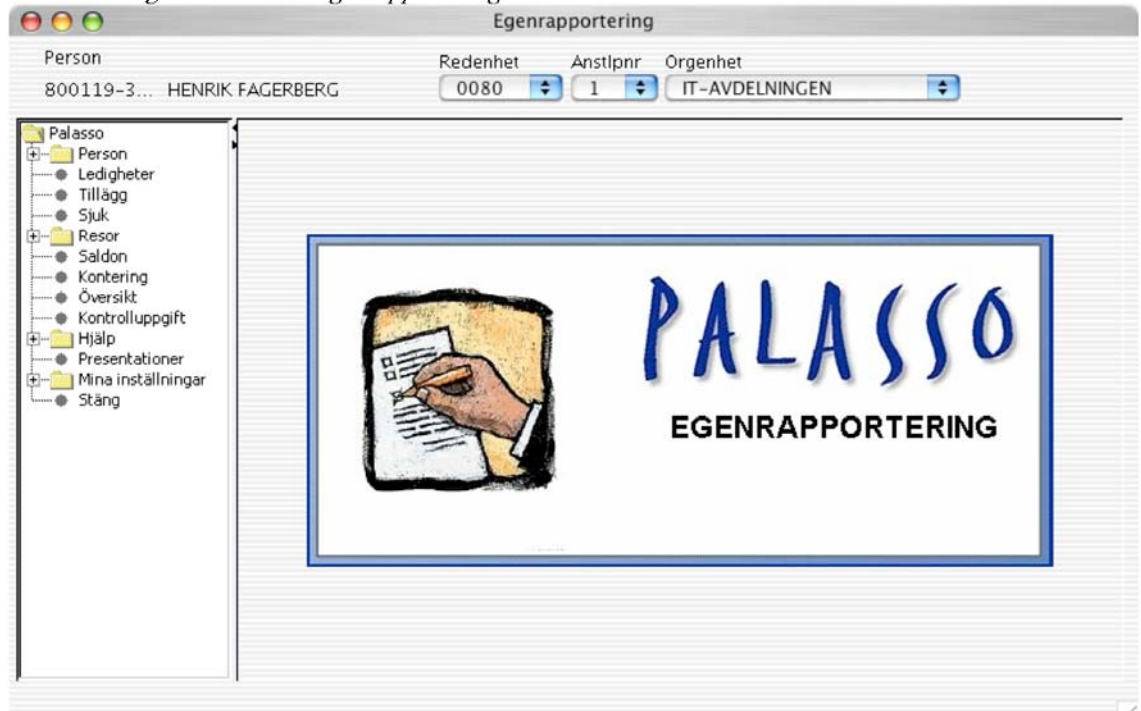 Egenrapportering
Person
Redenhet Anstlpnr Orgenhet
800119-3... HENRIK FAGERBERG 0080 1 IT-AVDELNINGEN
Palasso
Person
Ledigheter
Tillägg
Sjuk
Resor
Saldon
Kontering
Översikt
Kontrolluppgift
Hjälp
Presentationer
Mina inställningar
Stäng
PALASSO
EGENRAPPORTERING